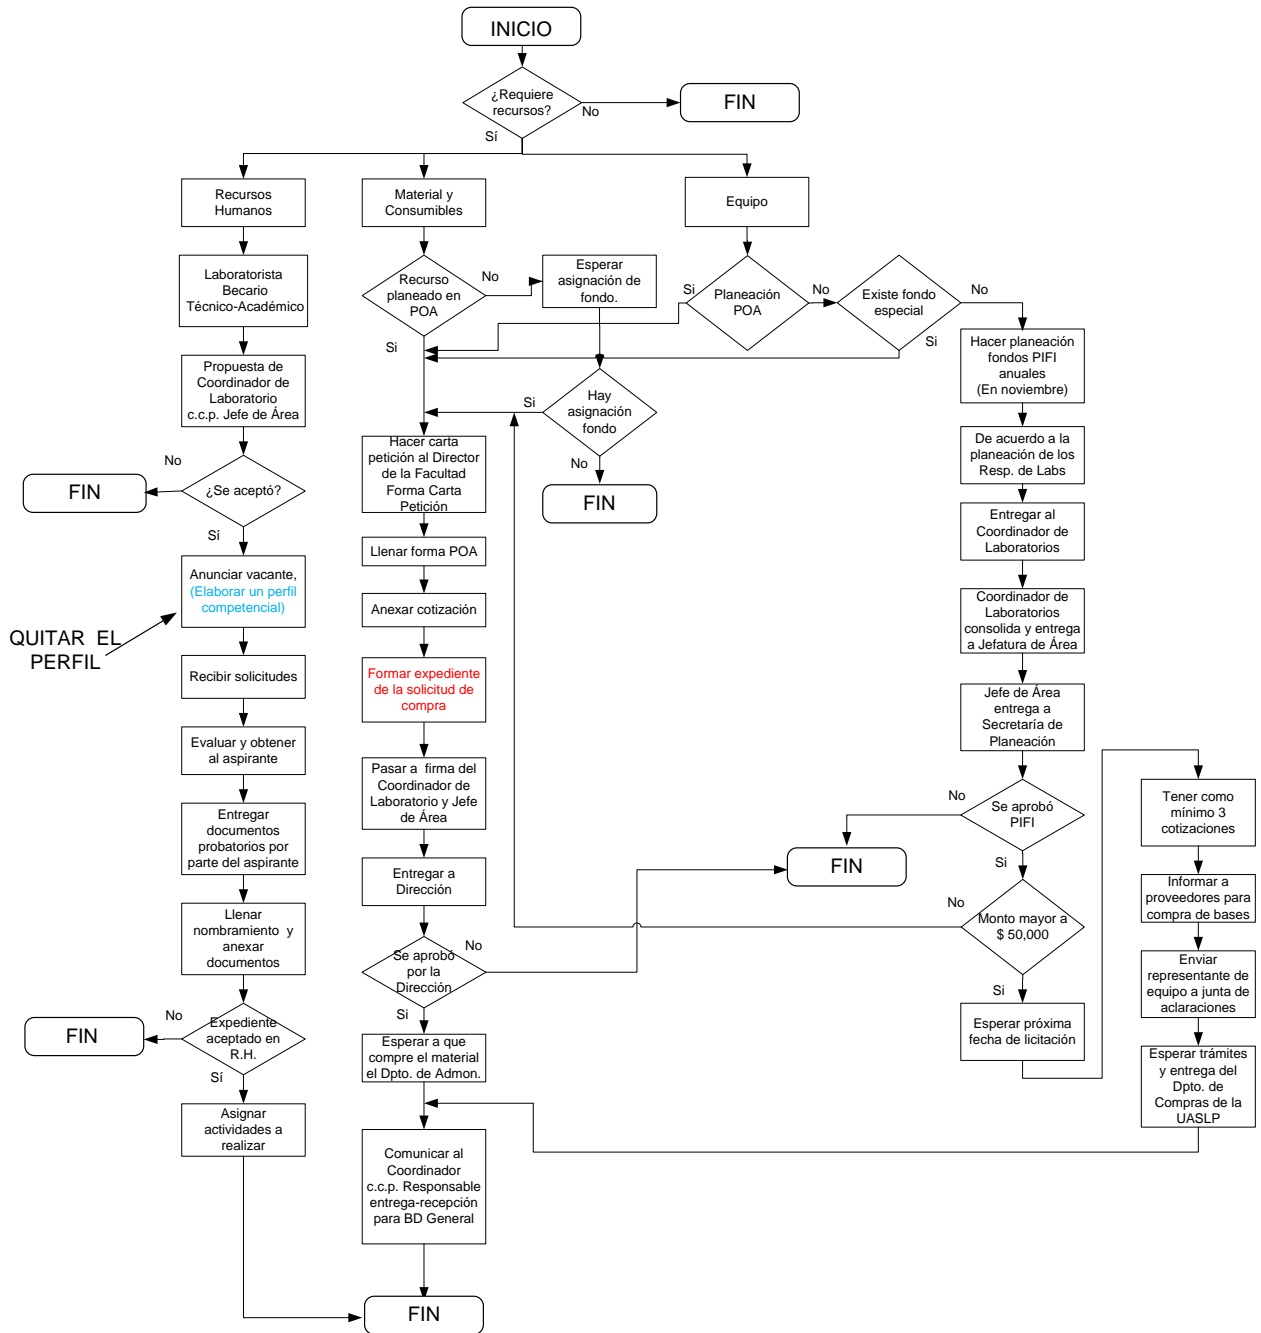 INICIO
¿Requiere
recursos?
No
FIN
Sí
Recursos
Humanos
Material y
Consumibles
Equipo
Laboratorista
Becario
Técnico-Académico
Recurso
planeado en
POA
No
Si
Esperar
asignación de
fondo.
Si
Planeación
POA
No
Existe fondo
especial
No
Si
Hacer planeación
fondos PIFI
anuales
(En noviembre)
Propuesta de
Coordinador de
Laboratorio
c.c.p. Jefe de Área
Hay
asignación
fondo
Si
No
FIN
No
FIN
¿Se aceptó?
Sí
Hacer carta
petición al Director
de la Facultad
Forma Carta
Petición
De acuerdo a la
planeación de los
Resp. de Labs
Entregar al
Coordinador de
Laboratorios
Llenar forma POA
Anunciar vacante,
(Elaborar un perfil
competencial)
QUITAR EL
PERFIL
Anexar cotización
Coordinador de
Laboratorios
consolida y entrega
a Jefatura de Área
Recibir solicitudes
Formar expediente
de la solicitud de
compra
Jefe de Área
entrega a
Secretaría de
Planeación
Evaluar y obtener
al aspirante
Pasar a firma del
Coordinador de
Laboratorio y Jefe
de Área
Tener como
mínimo 3
cotizaciones
No
Se aprobó
PIFI
Si
FIN
Entregar
documentos
probatorios por
parte del aspirante
Entregar a
Dirección
Informar a
proveedores para
compra de bases
No
Monto mayor a
$ 50,000
Si
Llenar
nombramiento y
anexar
documentos
Se aprobó
por la
Dirección
No
Si
Enviar
representante de
equipo a junta de
aclaraciones
No
FIN
Expediente
aceptado en
R.H.
Sí
Esperar a que
compre el material
el Dpto. de Admon.
Esperar próxima
fecha de licitación
Esperar trámites
y entrega del
Dpto. de
Compras de la
UASLP
Asignar
actividades a
realizar
Comunicar al
Coordinador
c.c.p. Responsable
entrega-recepción
para BD General
FIN